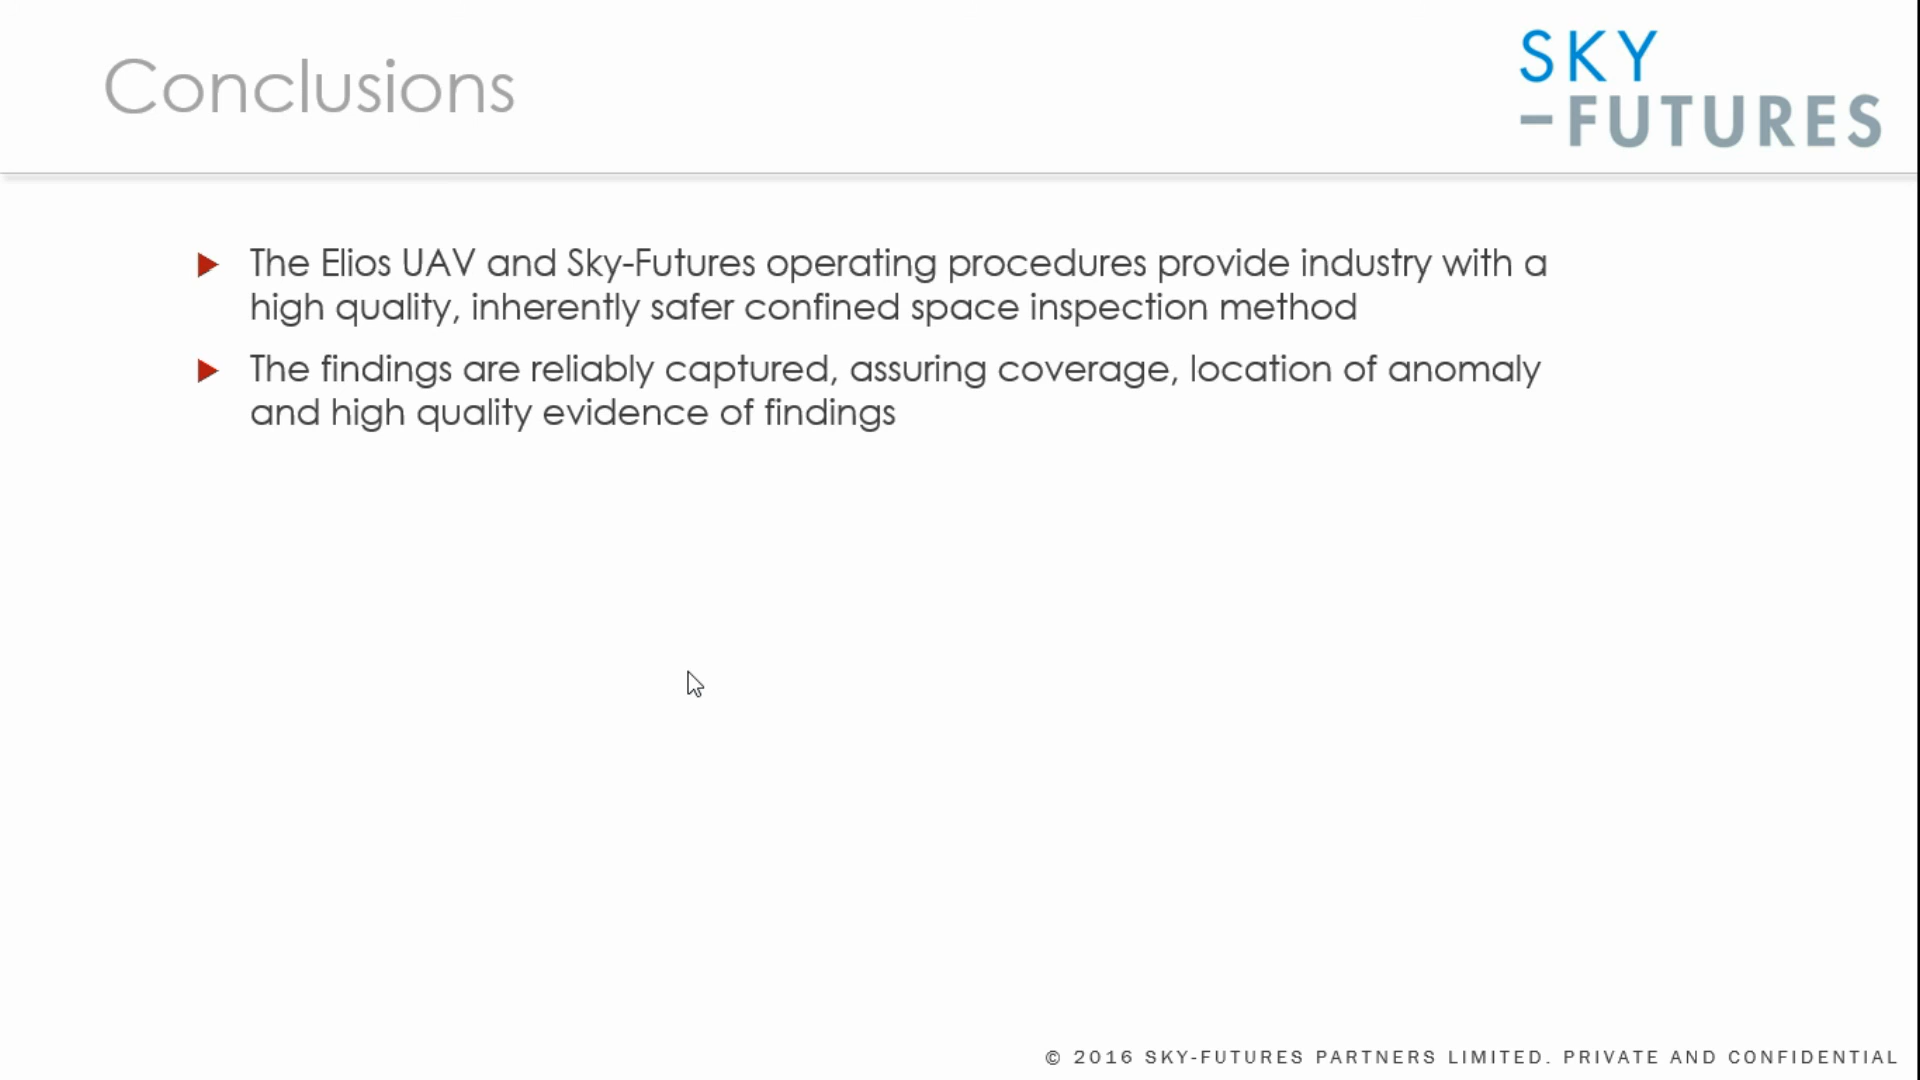 Conclusions
SKY
–FUTURES
The Elios UAV and Sky-Futures operating procedures provide industry with a
high quality, inherently safer confined space inspection method
The findings are reliably captured, assuring coverage, location of anomaly
and high quality evidence of findings
© 2016 SKY-FUTURES PARTNERS LIMITED. PRIVATE AND CONFIDENTIAL